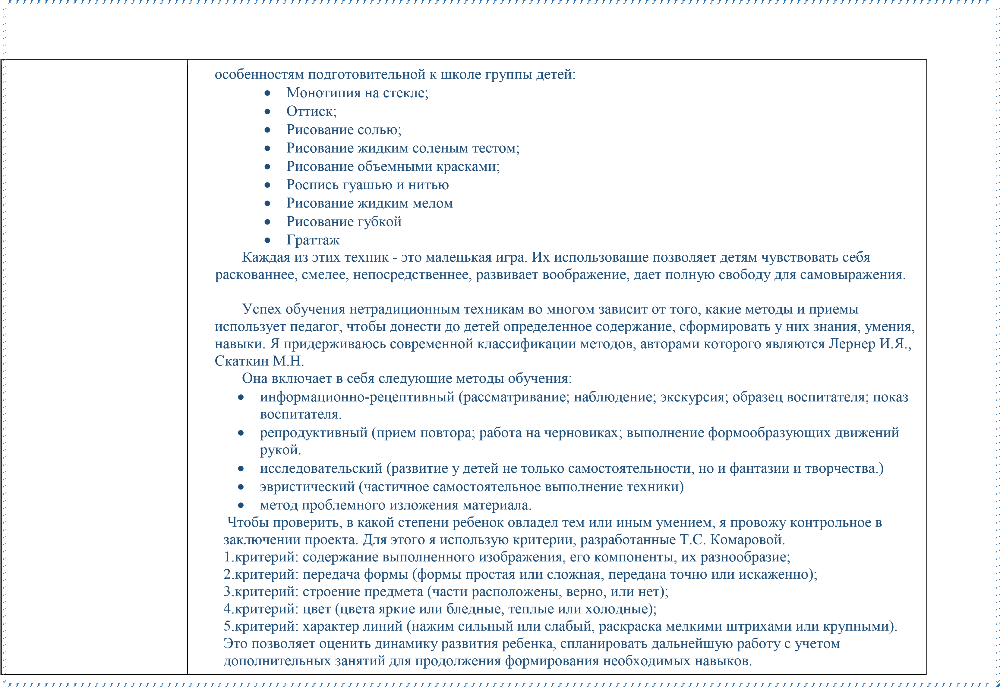 особенностям подготовительной к школе группы детей:
• Монотипия на стекле;
• Оттиск;
• Рисование солью;
• Рисование жидким соленым тестом;
• Рисование объемными красками;
• Роспись гуашью и нитью
• Рисование жидким мелом
• Рисование губкой
• Граттаж
Каждая из этих техник - это маленькая игра. Их использование позволяет детям чувствовать себя
раскованнее, смелее, непосредственнее, развивает воображение, дает полную свободу для самовыражения.
Успех обучения нетрадиционным техникам во многом зависит от того, какие методы и приемы
использует педагог, чтобы донести до детей определенное содержание, сформировать у них знания, умения,
навыки. Я придерживаюсь современной классификации методов, авторами которого являются Лернер И.Я.,
Скаткин М.Н.
Она включает в себя следующие методы обучения:
• информационно-рецептивный (рассматривание; наблюдение; экскурсия; образец воспитателя; показ
воспитателя.
• репродуктивный (прием повтора; работа на черновиках; выполнение формообразующих движений
рукой.
• исследовательский (развитие у детей не только самостоятельности, но и фантазии и творчества.)
• эвристический (частичное самостоятельное выполнение техники)
• метод проблемного изложения материала.
Чтобы проверить, в какой степени ребенок овладел тем или иным умением, я провожу контрольное в
заключении проекта. Для этого я использую критерии, разработанные Т.С. Комаровой.
1.критерий: содержание выполненного изображения, его компоненты, их разнообразие;
2.критерий: передача формы (формы простая или сложная, передана точно или искаженно);
3.критерий: строение предмета (части расположены, верно, или нет);
4.критерий: цвет (цвета яркие или бледные, теплые или холодные);
5.критерий: характер линий (нажим сильный или слабый, раскраска мелкими штрихами или крупными).
Это позволяет оценить динамику развития ребенка, спланировать дальнейшую работу с учетом
дополнительных занятий для продолжения формирования необходимых навыков.